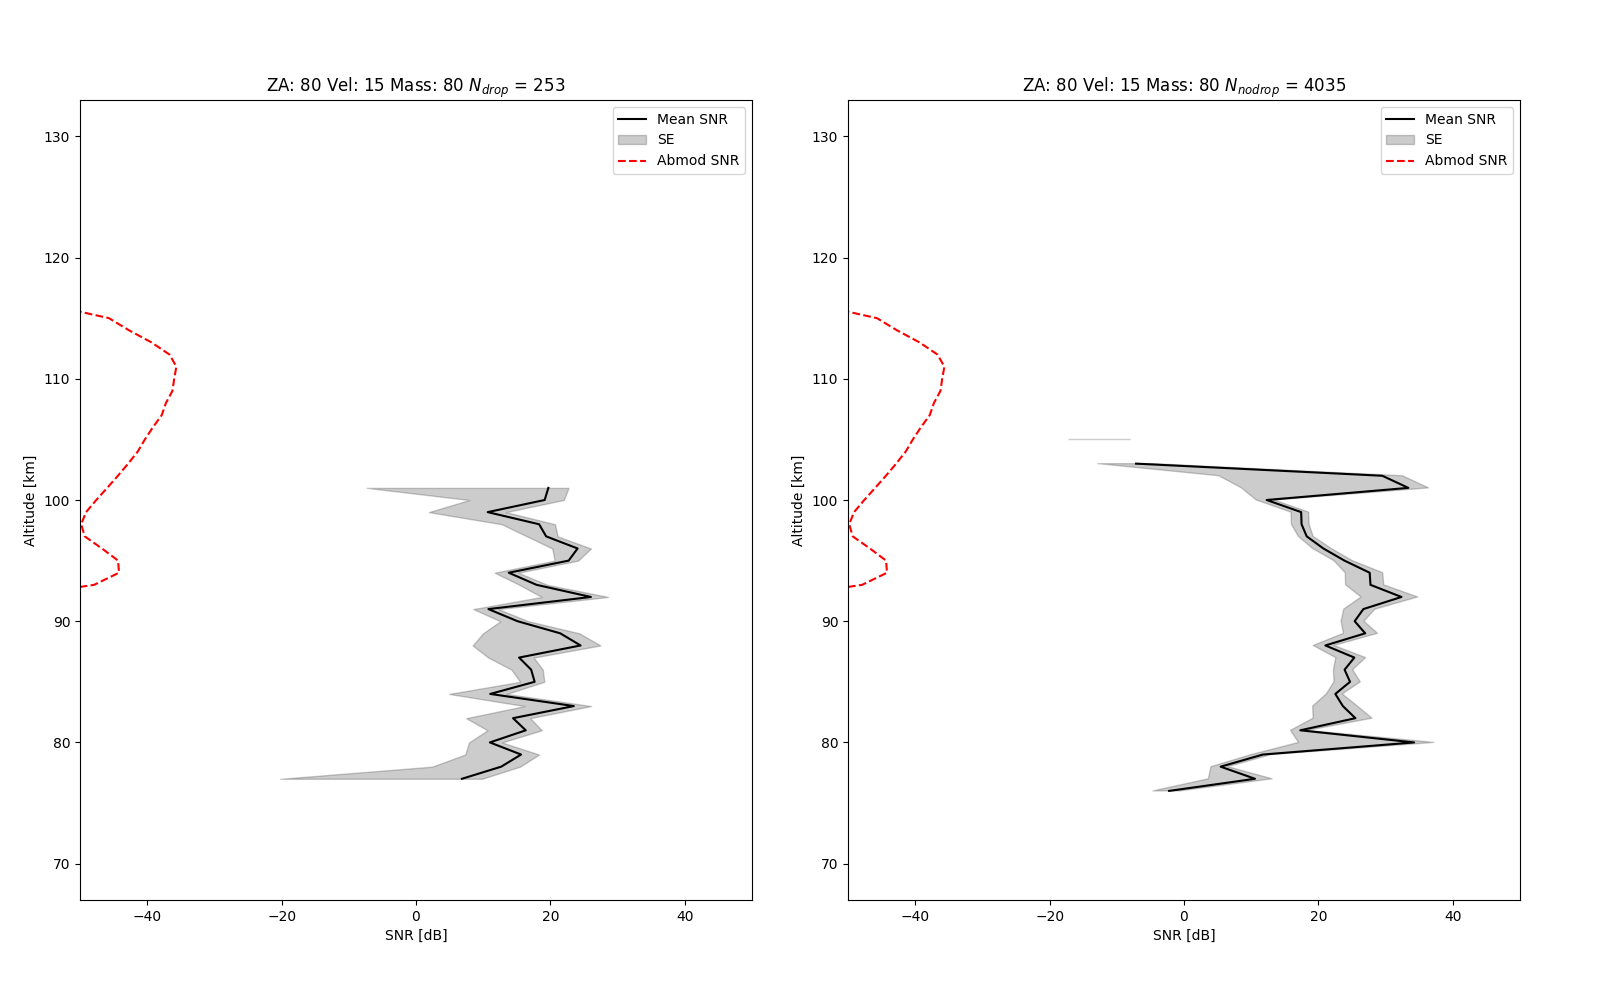 ZA: 80 Vel: 15 Mass: 80 N_drop = 253
Mean SNR
SE
Abmod SNR
130
120
110
100
90
80
70
Altitude [km]
−40
−20
0
20
40
SNR [dB]
ZA: 80 Vel: 15 Mass: 80 N_nodrop = 4035
Mean SNR
SE
Abmod SNR
130
120
110
100
90
80
70
Altitude [km]
−40
−20
0
20
40
SNR [dB]